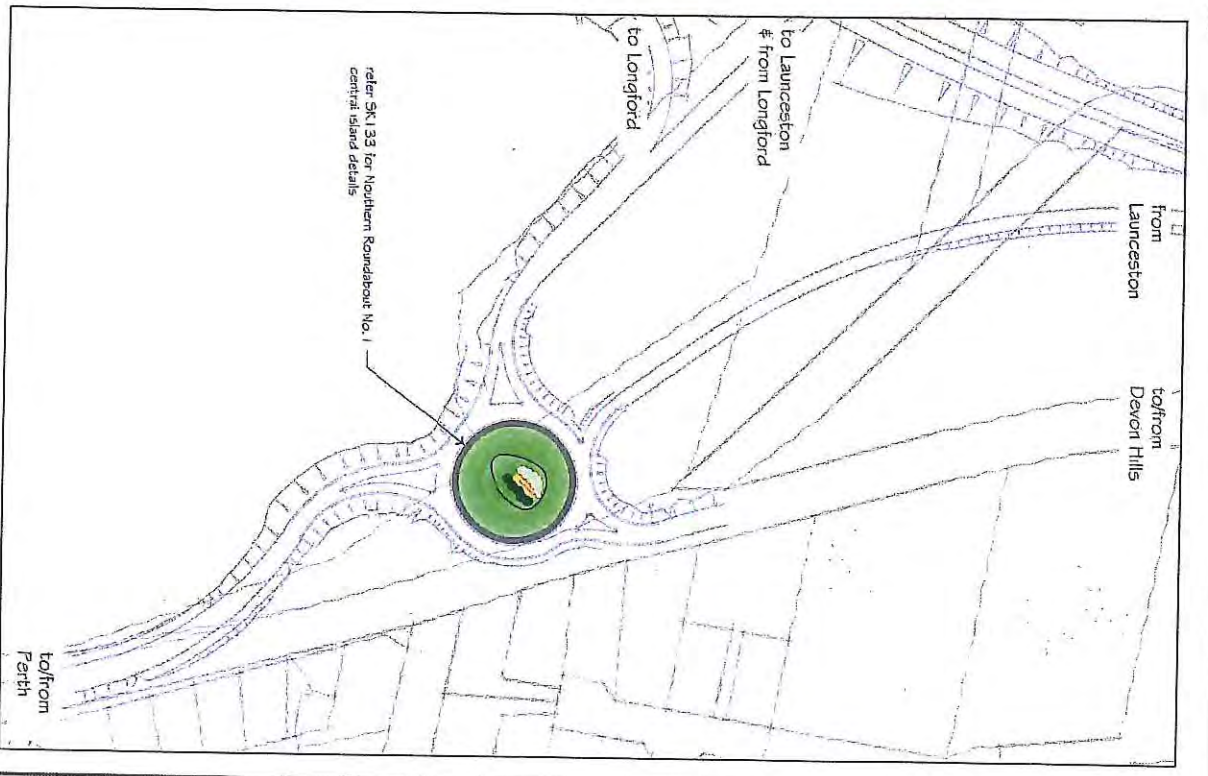 to Launceston
& from Longford
to Longford
from
Launceston
to/from
Devon Hills
refer SK133 for Nouthern Roundabout No.1
central island details
to/from
Perth